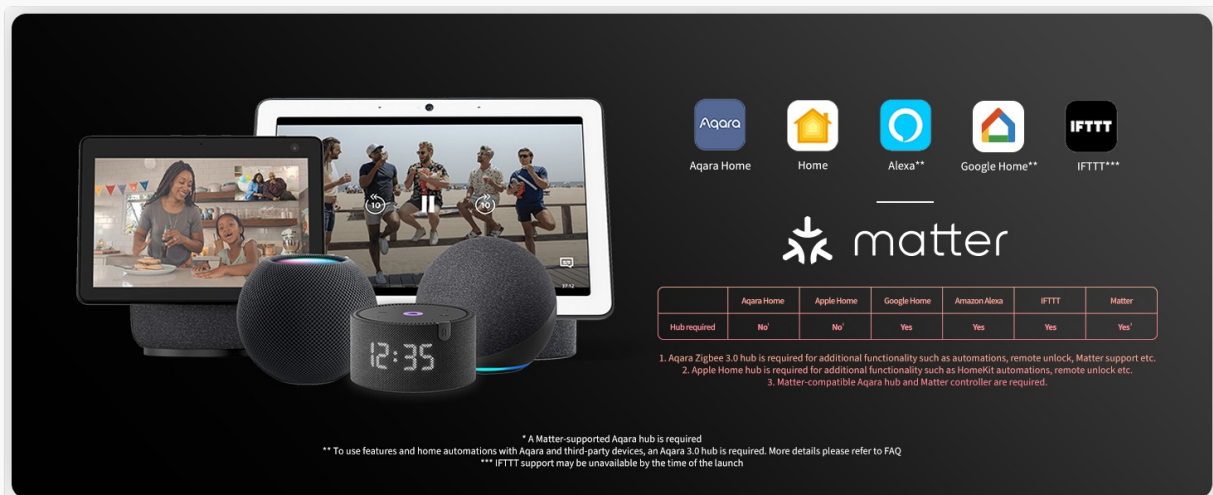 Aqara
IFTTT
Aqara Home
Home
Alexa**
Google Home**
IFTTT***
10
10
matter
37:12
12:35
Aqara Home Apple Home Google Home Amazon Alexa IFTTT Matter
Hub required No¹ No¹ Yes Yes Yes Yes¹
1. Aqara Zigbee 3.0 hub is required for additional functionality such as automations, remote unlock, Matter support etc.
2. Apple Home hub is required for additional functionality such as HomeKit automations, remote unlock etc.
3. Matter-compatible Aqara hub and Matter controller are required.
* A Matter-supported Aqara hub is required
** To use features and home automations with Aqara and third-party devices, an Aqara 3.0 hub is required. More details please refer to FAQ
*** IFTTT support may be unavailable by the time of the launch